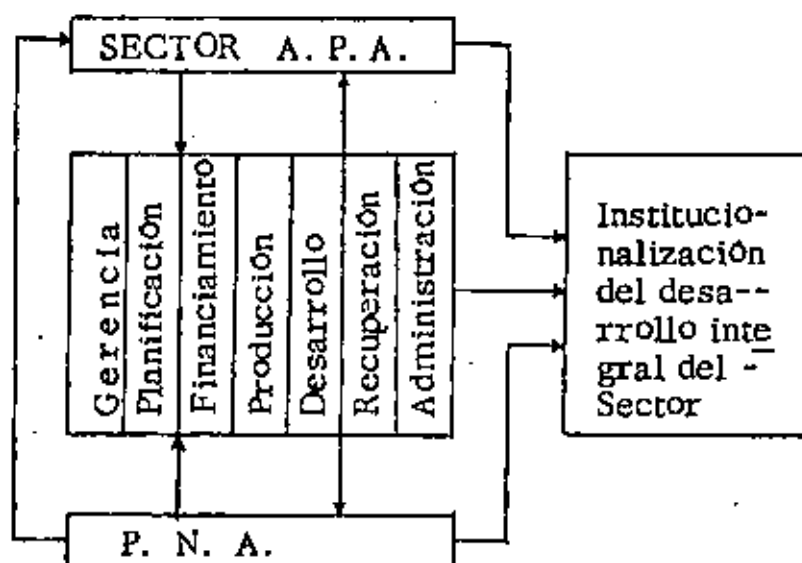 SECTOR A. P. A.
Gerencia
Planificación
Financiamiento
Producción
Desarrollo
Recuperación
Administración
Institucio-
nalización
del desa--
rrollo inte
gral del -
Sector
P. N. A.